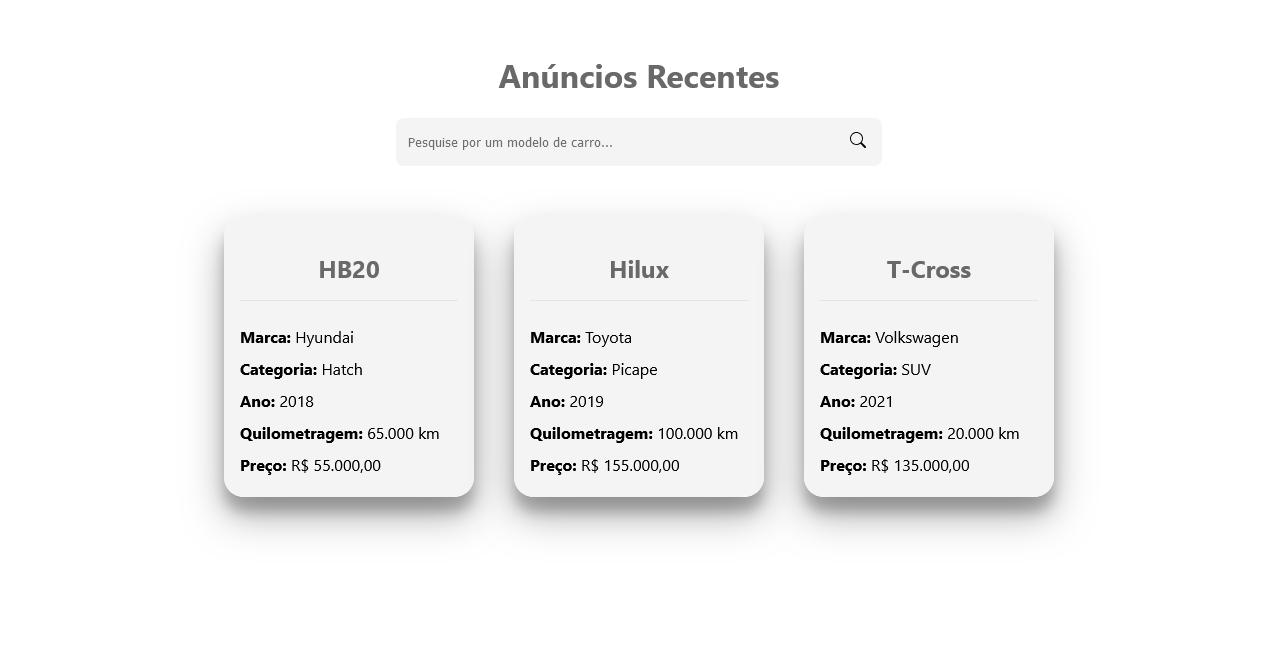 Anúncios Recentes
Pesquise por um modelo de carro...
HB20
Marca: Hyundai
Categoria: Hatch
Ano: 2018
Quilometragem: 65.000 km
Preço: R$ 55.000,00
Hilux
Marca: Toyota
Categoria: Picape
Ano: 2019
Quilometragem: 100.000 km
Preço: R$ 155.000,00
T-Cross
Marca: Volkswagen
Categoria: SUV
Ano: 2021
Quilometragem: 20.000 km
Preço: R$ 135.000,00